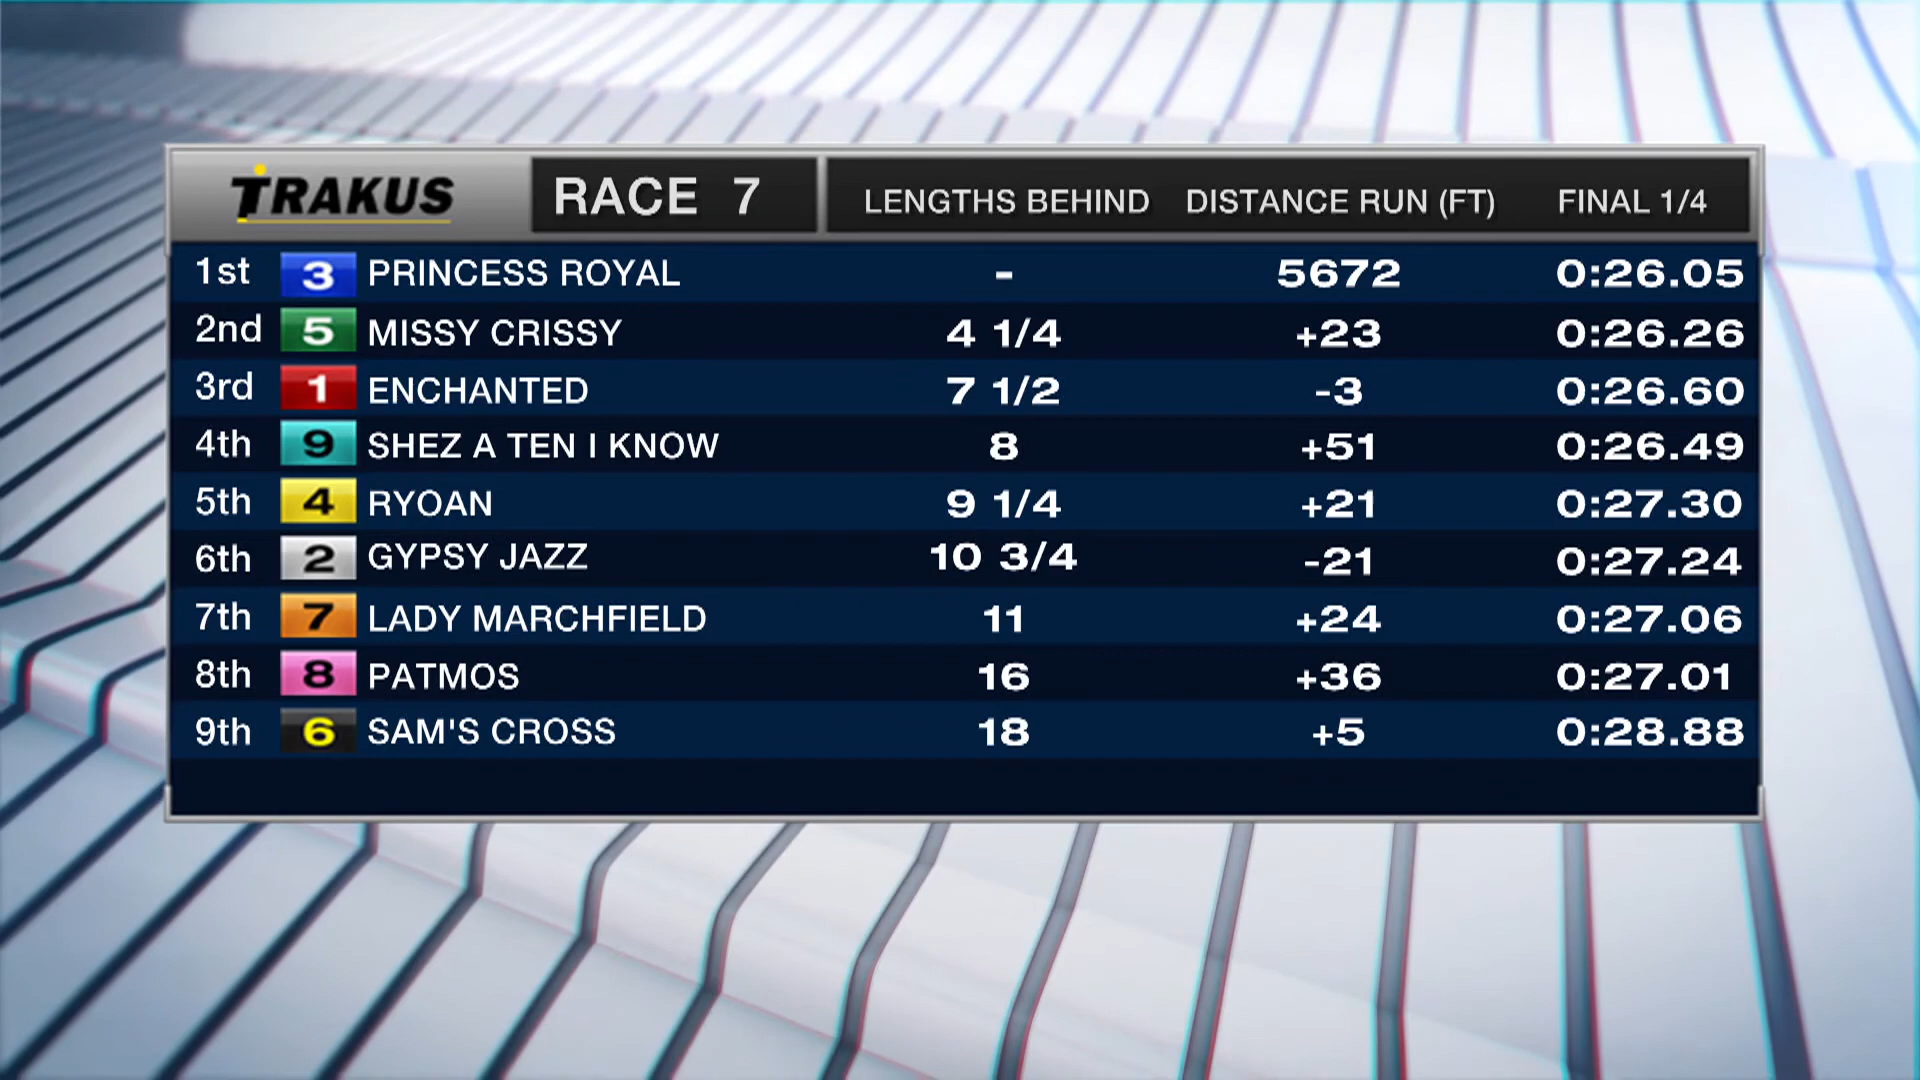 TRAKUS RACE 7 LENGTHS BEHIND DISTANCE RUN (FT) FINAL 1/4
1st 3 PRINCESS ROYAL - 5672 0:26.05
2nd 5 MISSY CRISSY 4 1/4 +23 0:26.26
3rd 1 ENCHANTED 7 1/2 -3 0:26.60
4th 9 SHEZ A TEN I KNOW 8 +51 0:26.49
5th 4 RYOAN 9 1/4 +21 0:27.30
6th 2 GYPSY JAZZ 10 3/4 -21 0:27.24
7th 7 LADY MARCHFIELD 11 +24 0:27.06
8th 8 PATMOS 16 +36 0:27.01
9th 6 SAM'S CROSS 18 +5 0:28.88